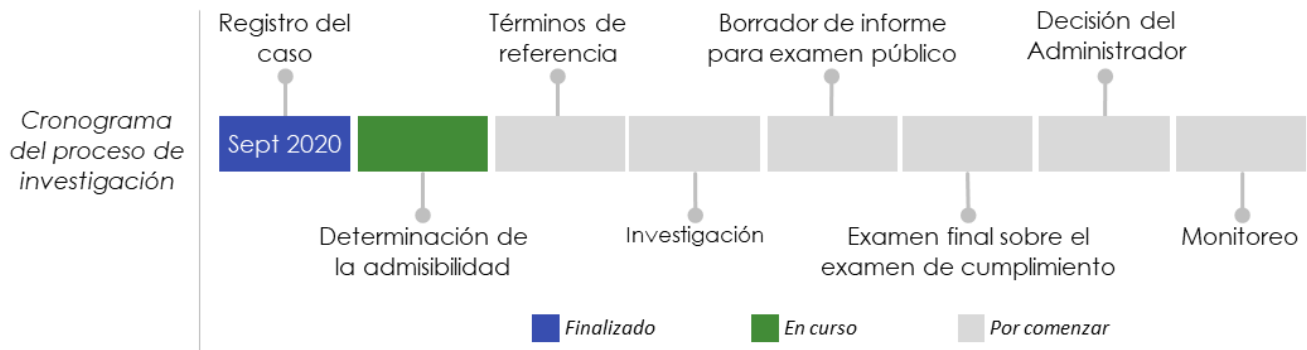 Cronograma
del proceso de
investigación
Registro del
caso
Términos de
referencia
Borrador de informe
para examen público
Decisión del
Administrador
Sept 2020
Determinación de
la admisibilidad
Investigación
Examen final sobre el
examen de cumplimiento
Monitoreo
Finalizado
En curso
Por comenzar